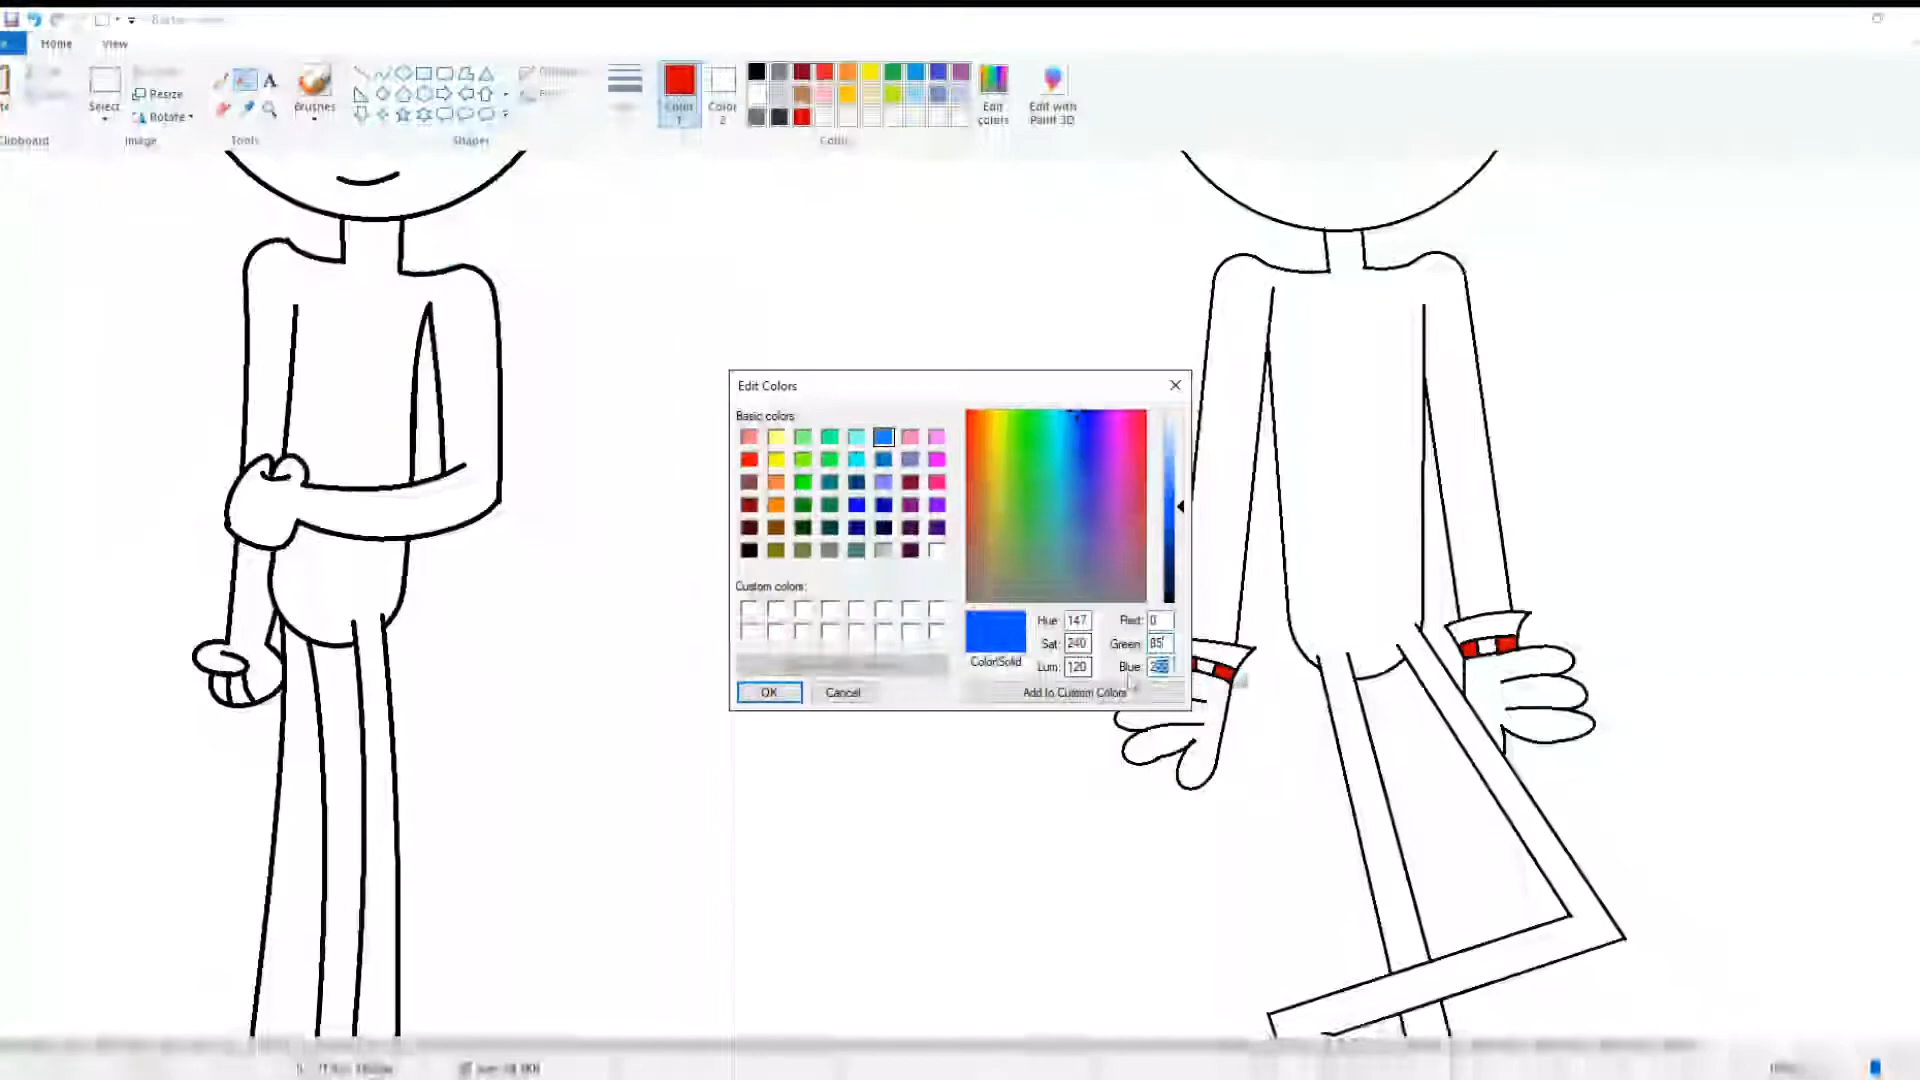 Home View
Select
Resize
Rotate
A
Brushes
Color 1
Color 2
Edit colors
Edit with Paint 3D
Clipboard
Image
Tools
Shapes
Edit Colors
Basic colors:
Custom colors:
Hue: 147 Red: 0
Sat: 240 Green: 85
Color|Solid
Lum: 120 Blue:
OK Cancel Add to Custom Colors